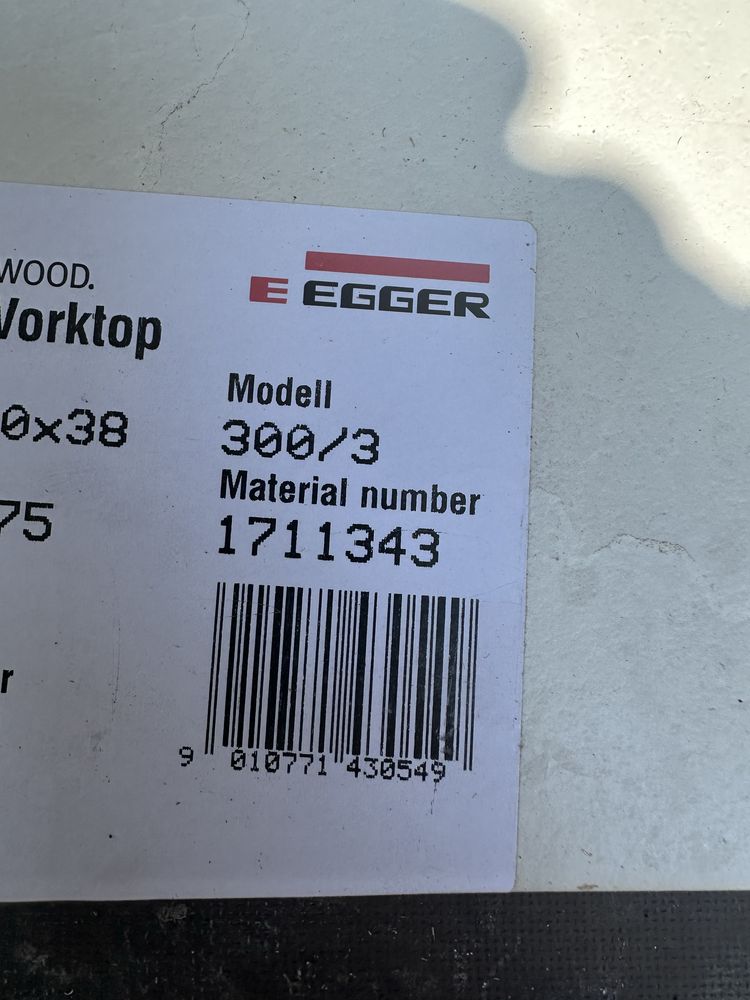 WOOD.
E EGGER
Worktop
Modell
0x38
300/3
Material number
75
1711343
r
9 010771 430549